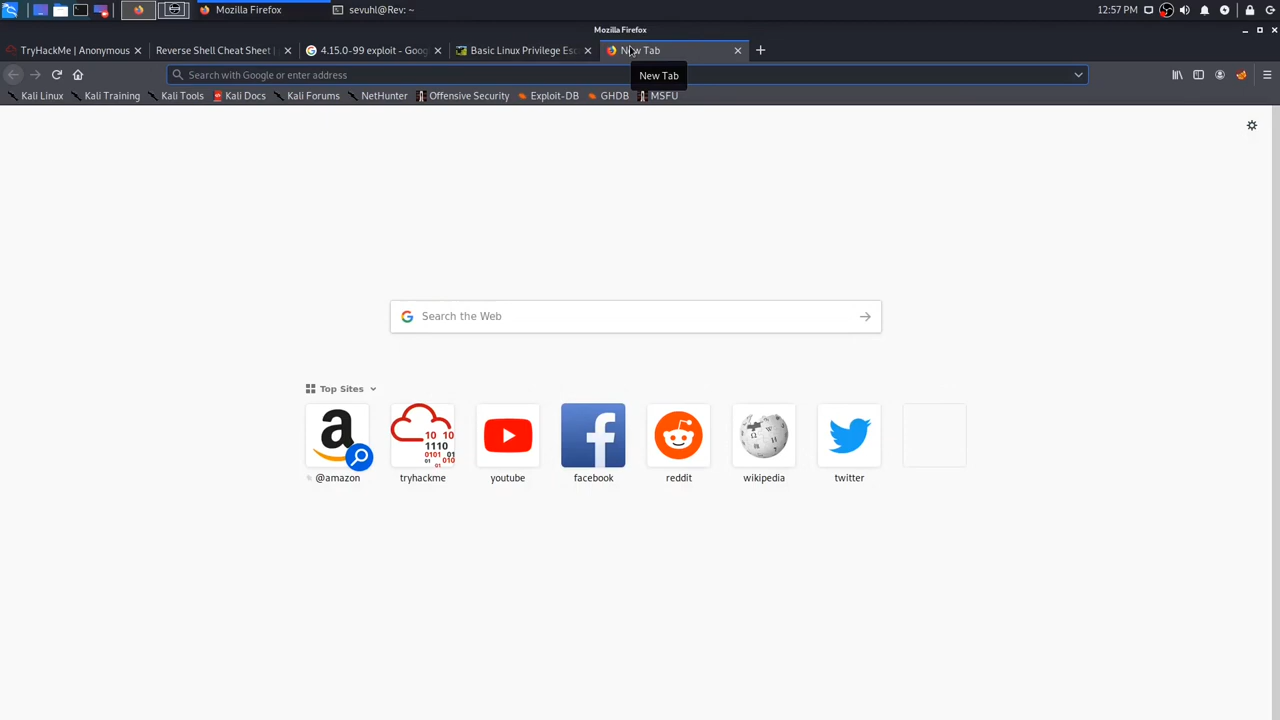 Mozilla Firefox
sevuhl@Rev: ~
12:57 PM
Mozilla Firefox
TryHackMe | Anonymous
Reverse Shell Cheat Sheet |
4.15.0-99 exploit - Goog
Basic Linux Privilege Esc
New Tab
Search with Google or enter address
New Tab
Kali Linux
Kali Training
Kali Tools
Kali Docs
Kali Forums
NetHunter
Offensive Security
Exploit-DB
GHDB
MSFU
Search the Web
Top Sites
@amazon
tryhackme
youtube
facebook
reddit
wikipedia
twitter